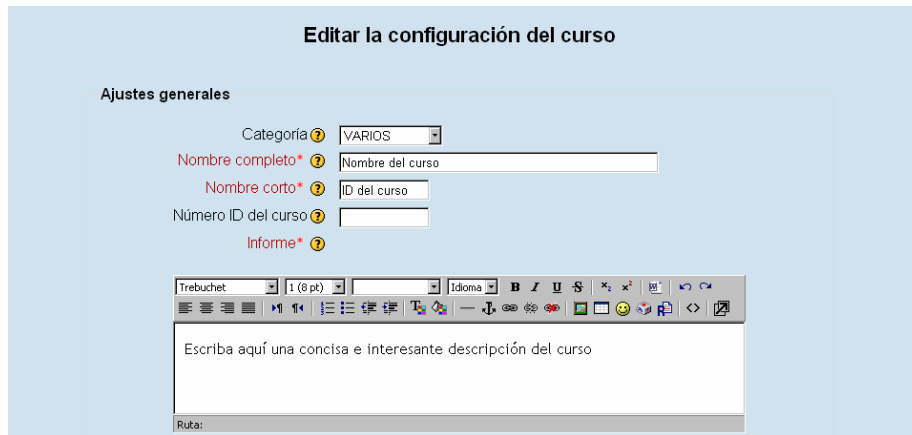 Editar la configuración del curso
Ajustes generales
Categoría ? VARIOS
Nombre completo* ? Nombre del curso
Nombre corto* ? ID del curso
Número ID del curso ?
Informe* ?
Trebuchet 1 (8 pt) Idioma B I U S x₂ x²
Escriba aquí una concisa e interesante descripción del curso
Ruta: